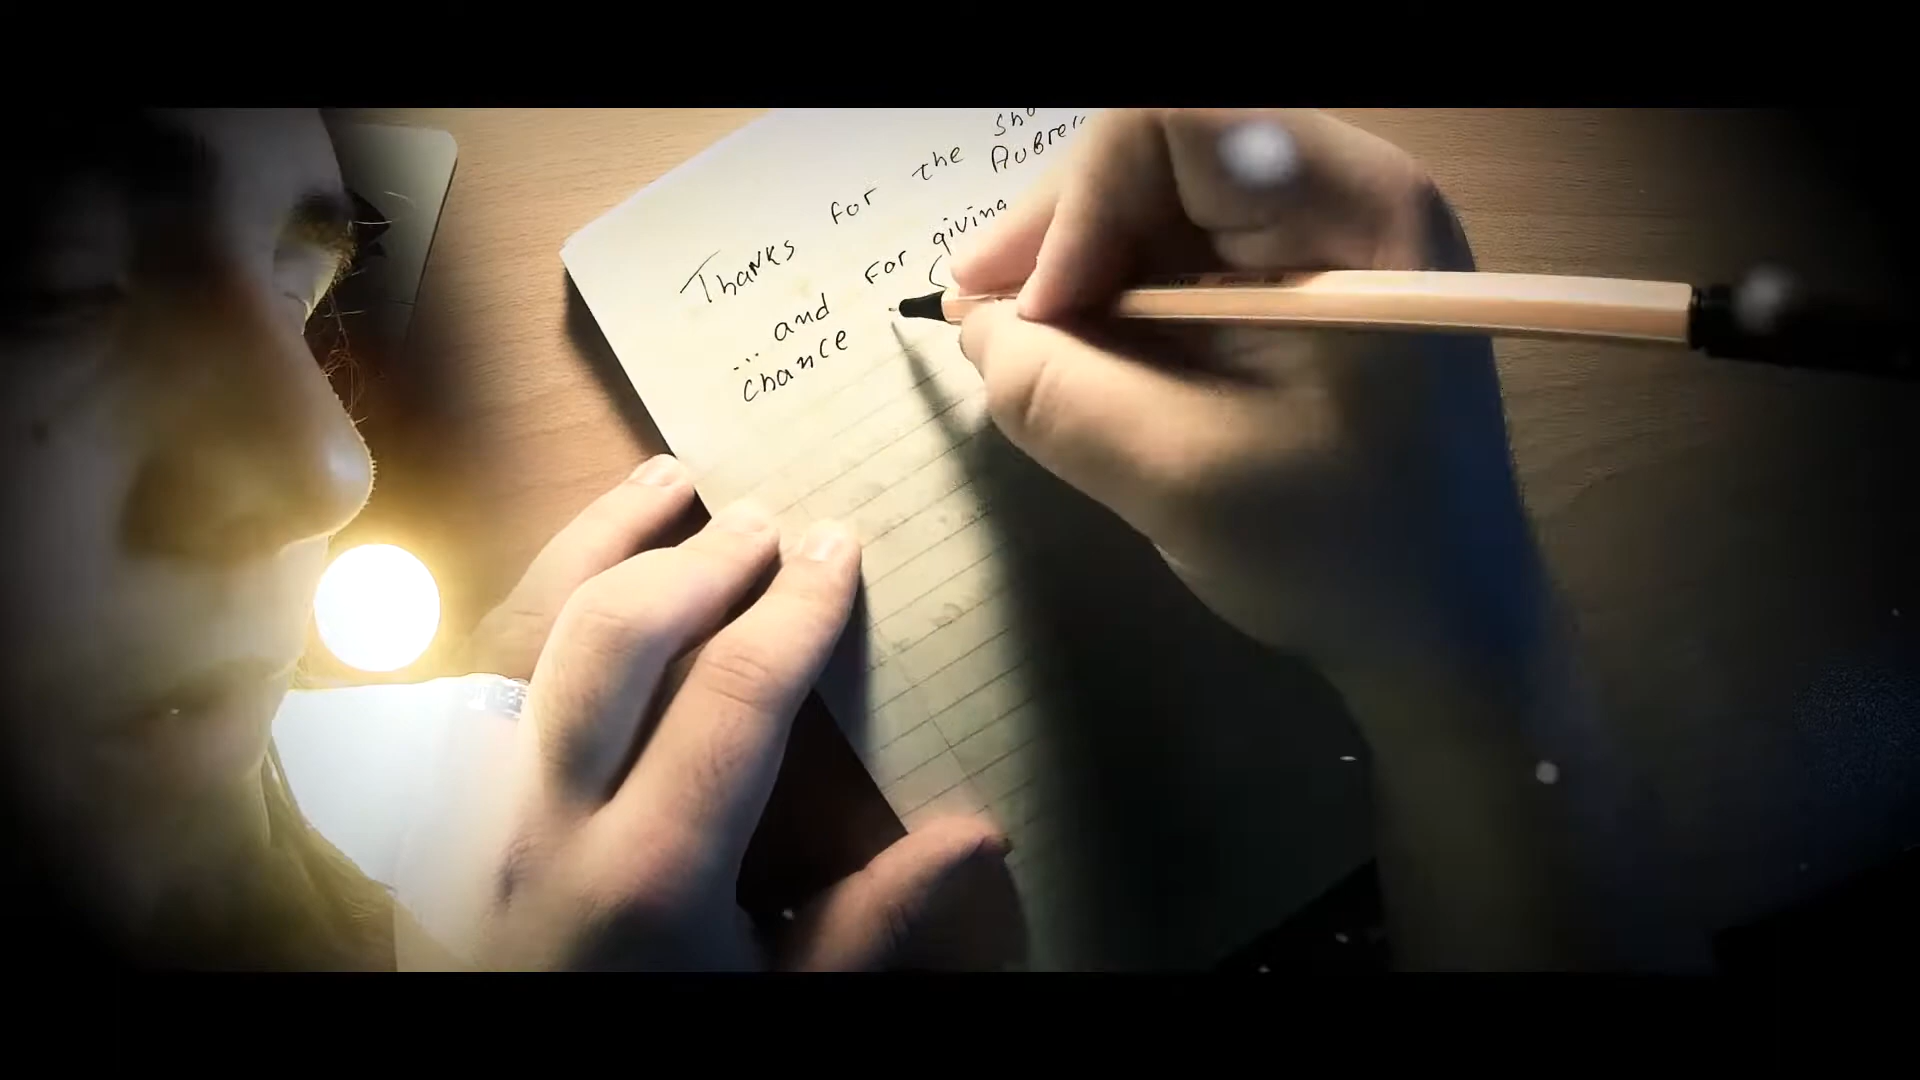 Thanks for the
... and for giving
chance